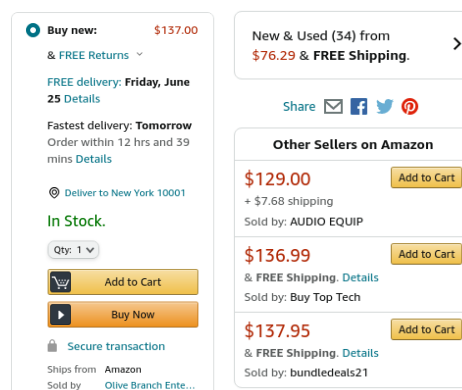 Buy new: $137.00
& FREE Returns
FREE delivery: Friday, June
25 Details
Fastest delivery: Tomorrow
Order within 12 hrs and 39
mins Details
Deliver to New York 10001
In Stock.
Qty: 1
Add to Cart
Buy Now
Secure transaction
Ships from Amazon
Sold by Olive Branch Ente...
New & Used (34) from
$76.29 & FREE Shipping.
Share
Other Sellers on Amazon
$129.00 Add to Cart
+ $7.68 shipping
Sold by: AUDIO EQUIP
$136.99 Add to Cart
& FREE Shipping. Details
Sold by: Buy Top Tech
$137.95 Add to Cart
& FREE Shipping. Details
Sold by: bundledeals21